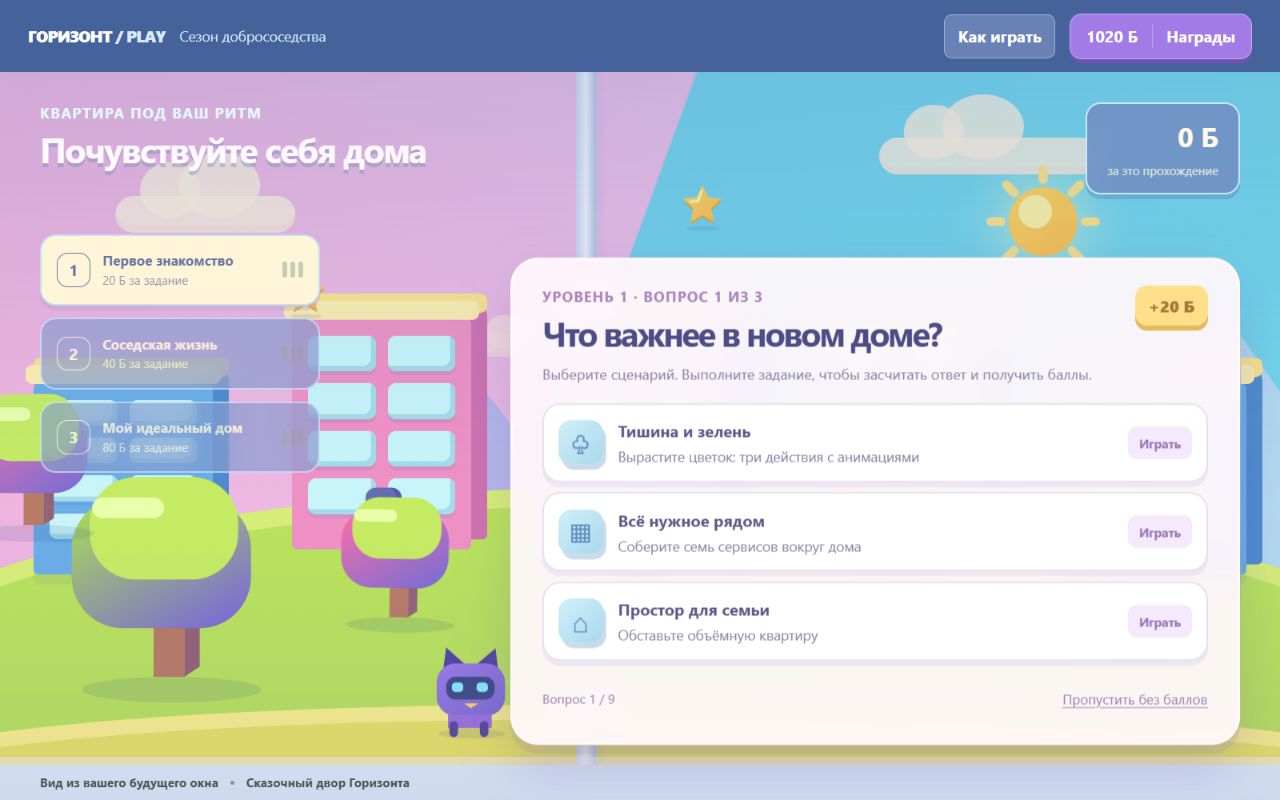 ГОРИЗОНТ / PLAY Сезон добрососедства
Как играть
1020 Б Награды
КВАРТИРА ПОД ВАШ РИТМ
Почувствуйте себя дома
0 Б
за это прохождение
1 Первое знакомство
20 Б за задание
2 Соседская жизнь
40 Б за задание
3 Мой идеальный дом
80 Б за задание
УРОВЕНЬ 1 · ВОПРОС 1 ИЗ 3
+20 Б
Что важнее в новом доме?
Выберите сценарий. Выполните задание, чтобы засчитать ответ и получить баллы.
Тишина и зелень
Вырастите цветок: три действия с анимациями
Играть
Всё нужное рядом
Соберите семь сервисов вокруг дома
Играть
Простор для семьи
Обставьте объёмную квартиру
Играть
Вопрос 1 / 9
Пропустить без баллов
Вид из вашего будущего окна • Сказочный двор Горизонта